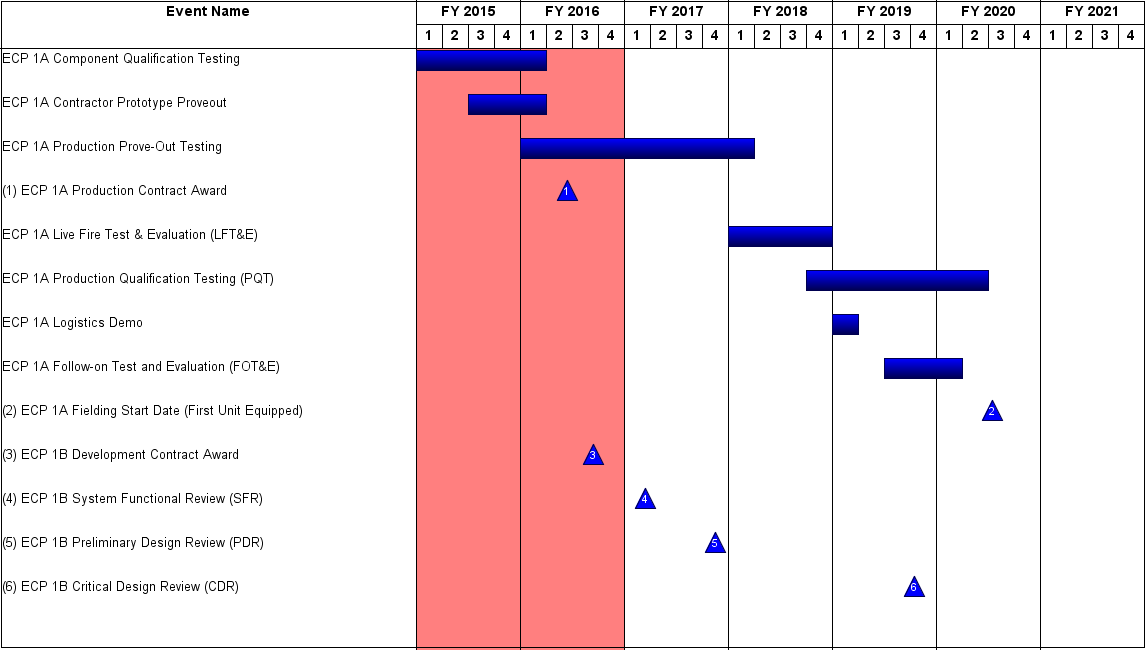 Event Name FY 2015 FY 2016 FY 2017 FY 2018 FY 2019 FY 2020 FY 2021
1 2 3 4 1 2 3 4 1 2 3 4 1 2 3 4 1 2 3 4 1 2 3 4 1 2 3 4
ECP 1A Component Qualification Testing
ECP 1A Contractor Prototype Proveout
ECP 1A Production Prove-Out Testing
(1) ECP 1A Production Contract Award 1
ECP 1A Live Fire Test & Evaluation (LFT&E)
ECP 1A Production Qualification Testing (PQT)
ECP 1A Logistics Demo
ECP 1A Follow-on Test and Evaluation (FOT&E)
(2) ECP 1A Fielding Start Date (First Unit Equipped) 2
(3) ECP 1B Development Contract Award 3
(4) ECP 1B System Functional Review (SFR) 4
(5) ECP 1B Preliminary Design Review (PDR) 5
(6) ECP 1B Critical Design Review (CDR) 6